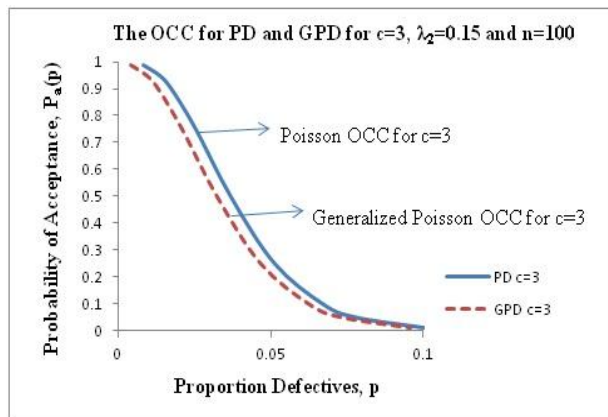 The OCC for PD and GPD for c=3, λ₂=0.15 and n=100
Probability of Acceptance, Pₐ(p)
1
0.9
0.8
0.7
0.6
0.5
0.4
0.3
0.2
0.1
0
Poisson OCC for c=3
Generalized Poisson OCC for c=3
PD c=3
GPD c=3
0
0.05
0.1
Proportion Defectives, p